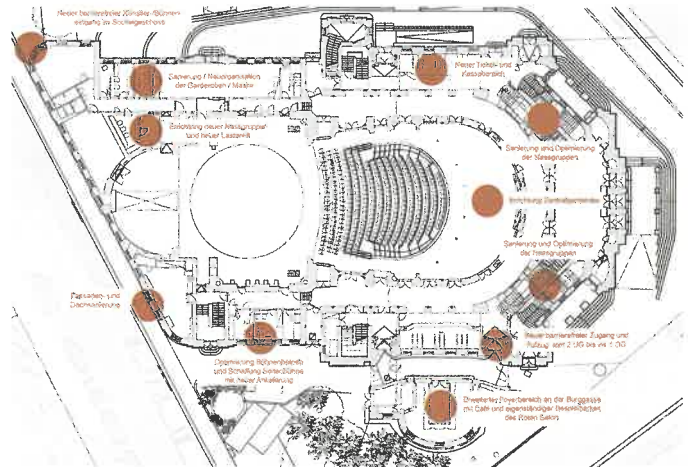 Neuer barrierefreier Künstler-/Bühnen-
eingang im Souterrainbereich
Sanierung / Neuorganisation
der Garderoben / Maske
Neuer Ticket- und
Kassabereich
Errichtung neuer Nassgruppen
und neuer Lastenlift
Sanierung und Optimierung
der Nassgruppen
Errichtung Zentralgarderobe
Sanierung und Optimierung
der Nassgruppen
Fassaden- und
Dachsanierung
Neuer barrierefreier Zugang und
Aufzug vom 2.UG bis ins 1.OG
Optimierung Bühnenbereich
und Schaffung Seitenbühne
mit neuer Anlieferung
Erweiterter Foyerbereich an der Burggasse
mit Café und eigenständiger
des Roten Salon